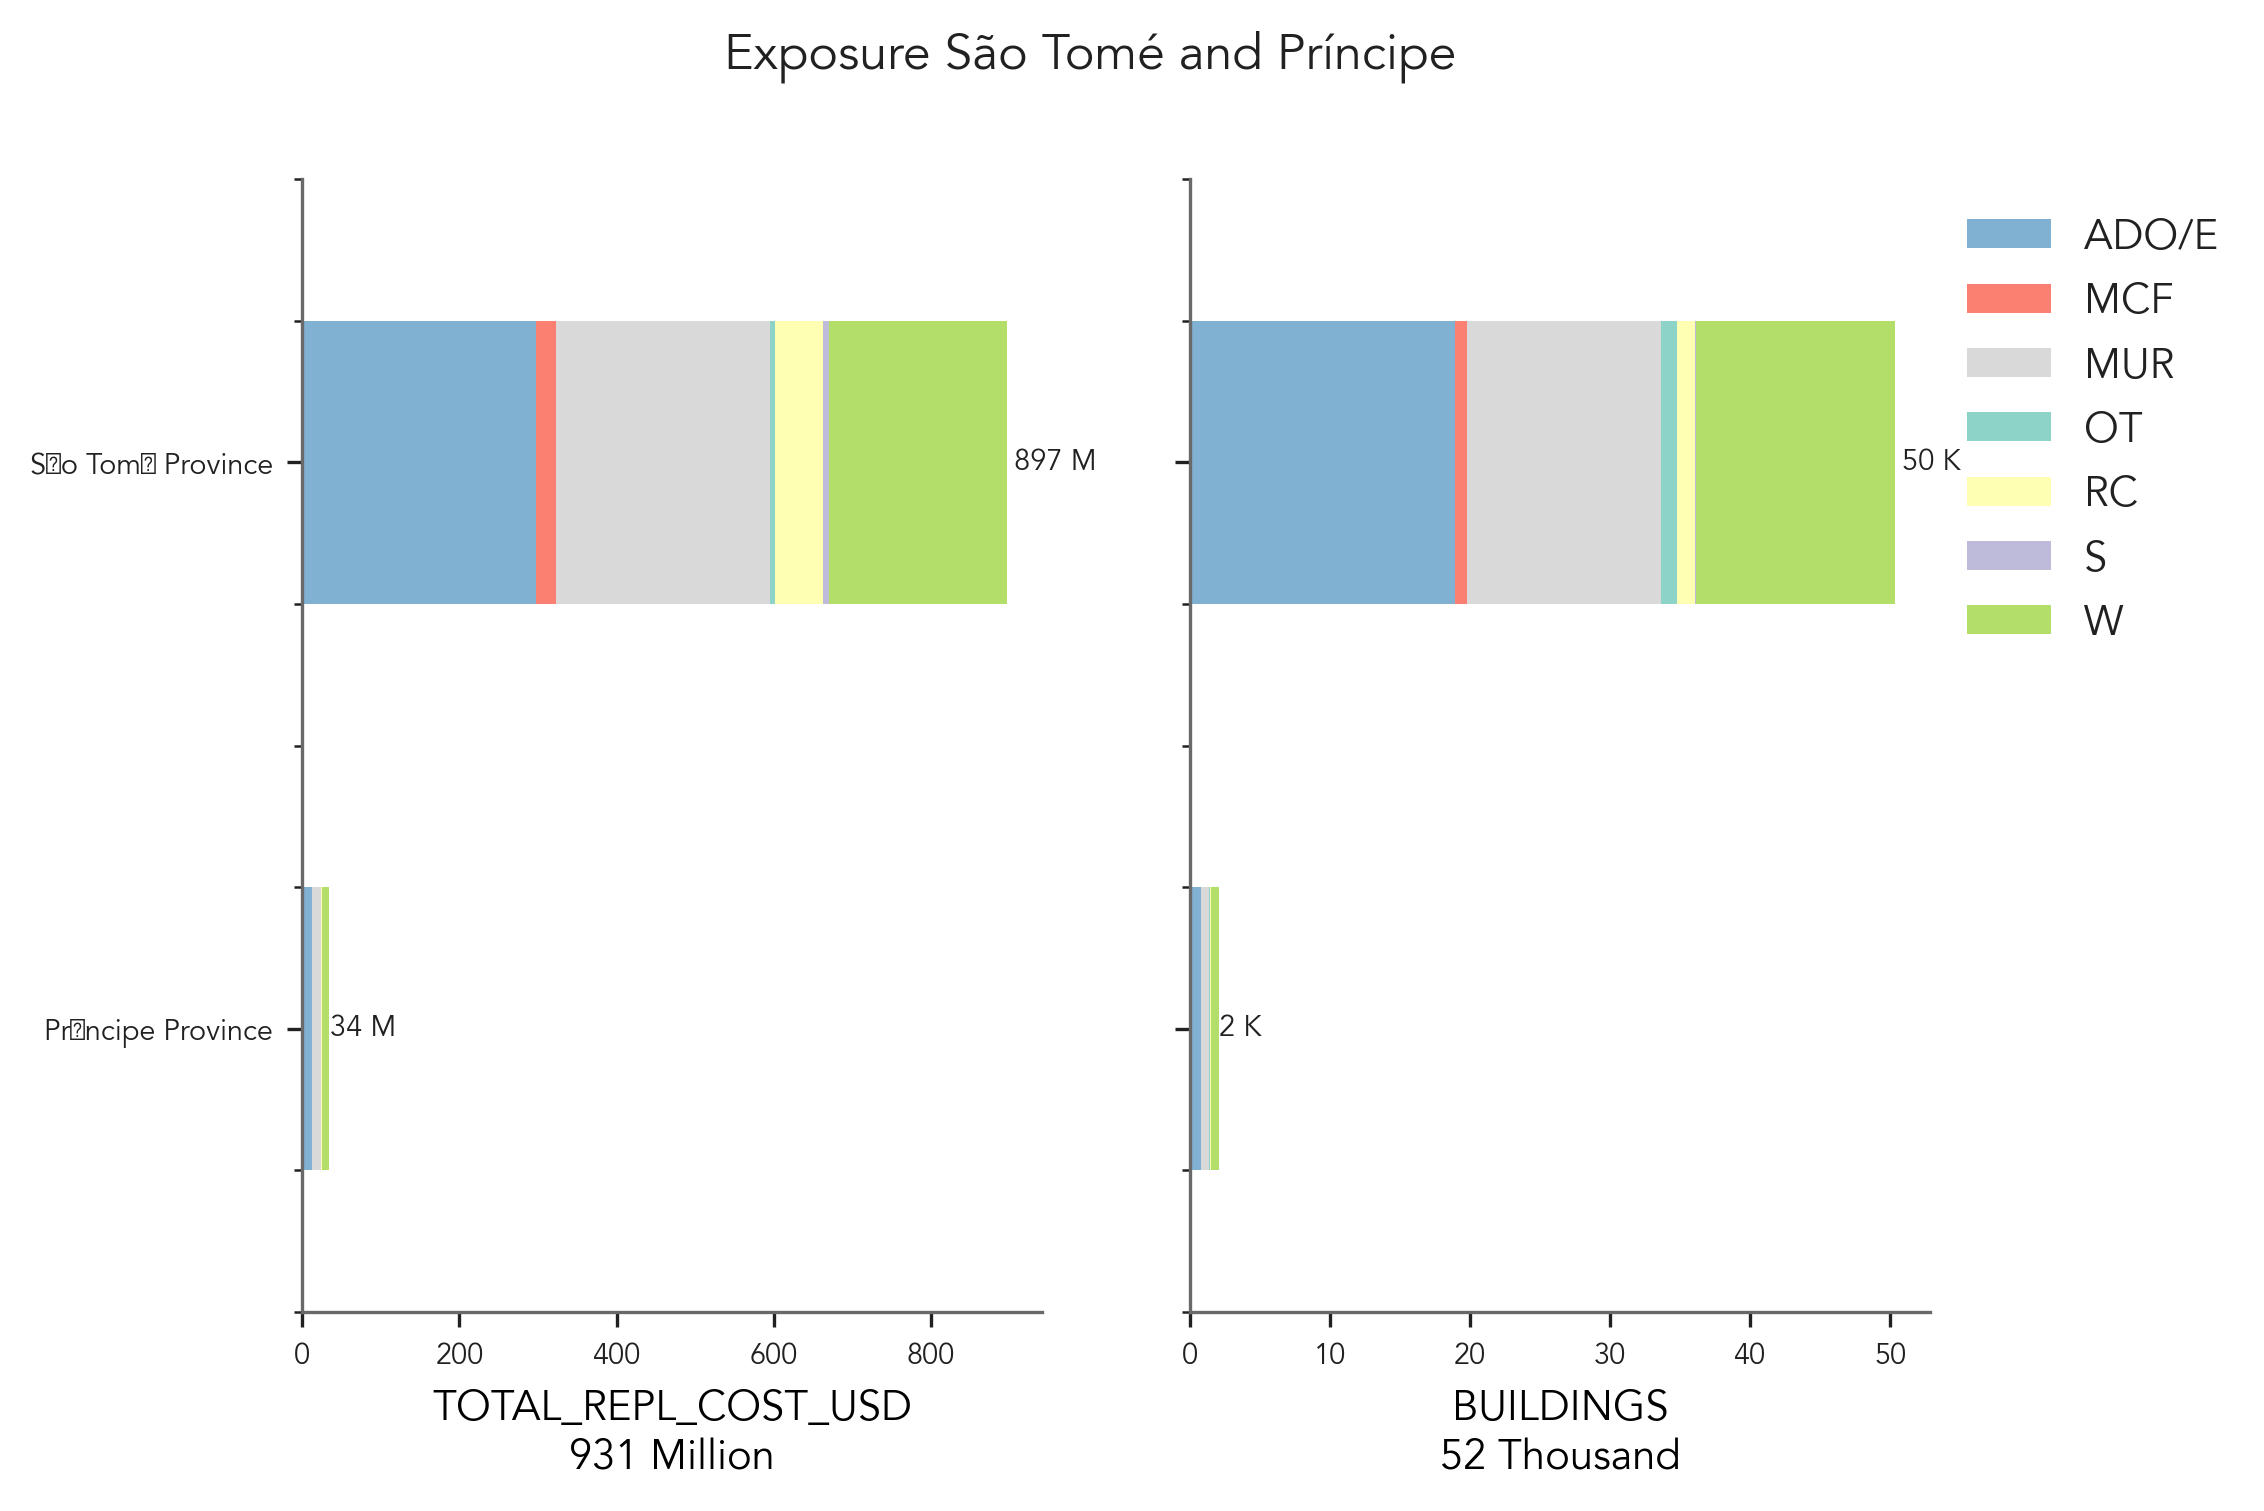 Exposure São Tomé and Príncipe
S�o Tom� Province
Pr�ncipe Province
897 M
34 M
0 200 400 600 800
TOTAL_REPL_COST_USD
931 Million
50 K
2 K
0 10 20 30 40 50
BUILDINGS
52 Thousand
ADO/E
MCF
MUR
OT
RC
S
W